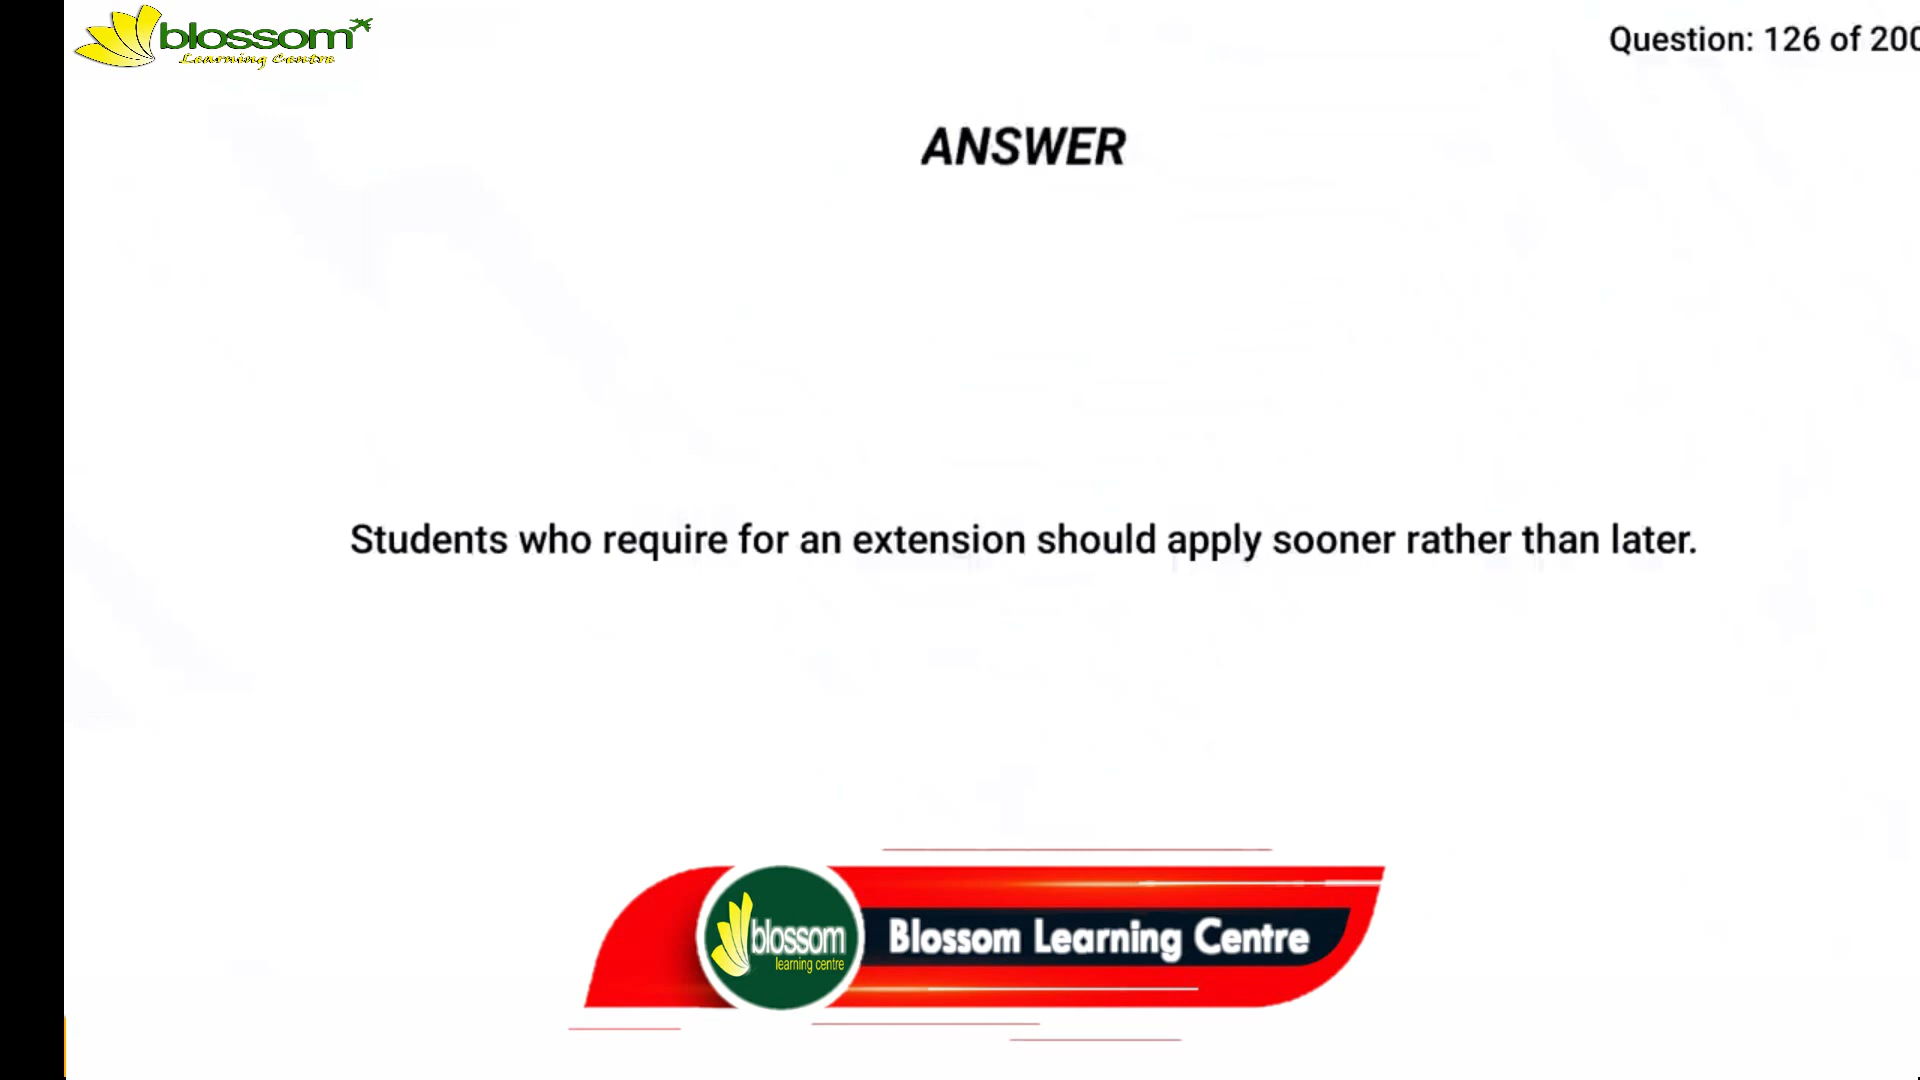 blossom
Learning Centre
Question: 126 of 200
ANSWER
Students who require for an extension should apply sooner rather than later.
blossom
learning centre
Blossom Learning Centre